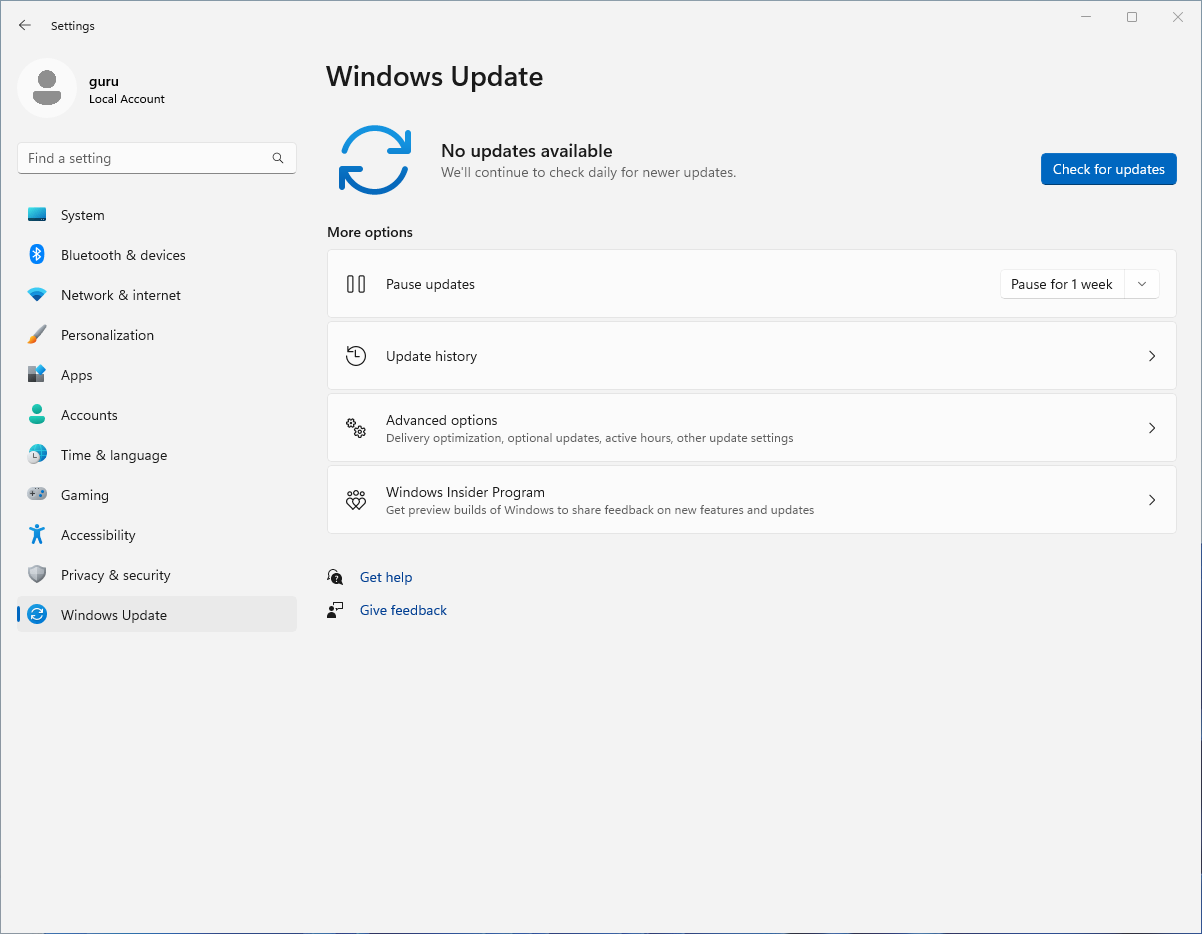 Settings
guru
Local Account
Find a setting
System
Bluetooth & devices
Network & internet
Personalization
Apps
Accounts
Time & language
Gaming
Accessibility
Privacy & security
Windows Update
Windows Update
No updates available
We'll continue to check daily for newer updates.
Check for updates
More options
Pause updates
Pause for 1 week
Update history
Advanced options
Delivery optimization, optional updates, active hours, other update settings
Windows Insider Program
Get preview builds of Windows to share feedback on new features and updates
Get help
Give feedback